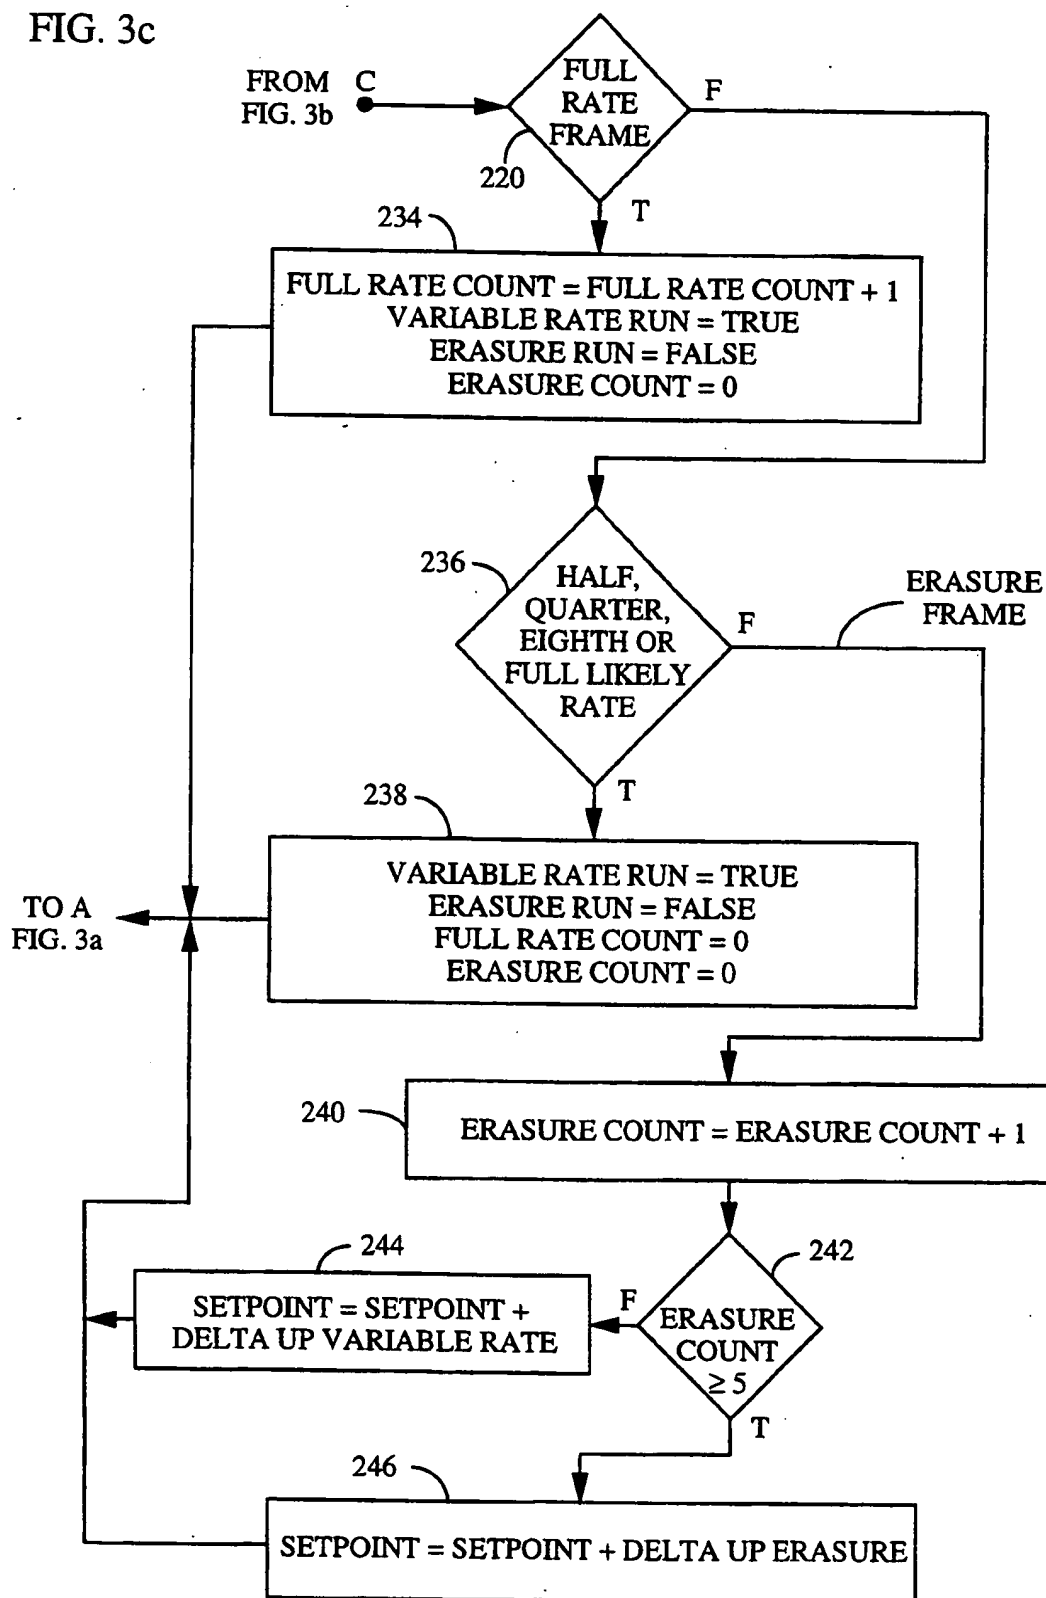 FIG. 3c
FROM C
FIG. 3b
FULL
RATE
FRAME
F
220
T
234
FULL RATE COUNT = FULL RATE COUNT + 1
VARIABLE RATE RUN = TRUE
ERASURE RUN = FALSE
ERASURE COUNT = 0
236
HALF,
QUARTER,
EIGHTH OR
FULL LIKELY
RATE
F
ERASURE
FRAME
T
238
VARIABLE RATE RUN = TRUE
ERASURE RUN = FALSE
FULL RATE COUNT = 0
ERASURE COUNT = 0
TO A
FIG. 3a
240
ERASURE COUNT = ERASURE COUNT + 1
242
ERASURE
COUNT
≥ 5
F
T
244
SETPOINT = SETPOINT +
DELTA UP VARIABLE RATE
246
SETPOINT = SETPOINT + DELTA UP ERASURE